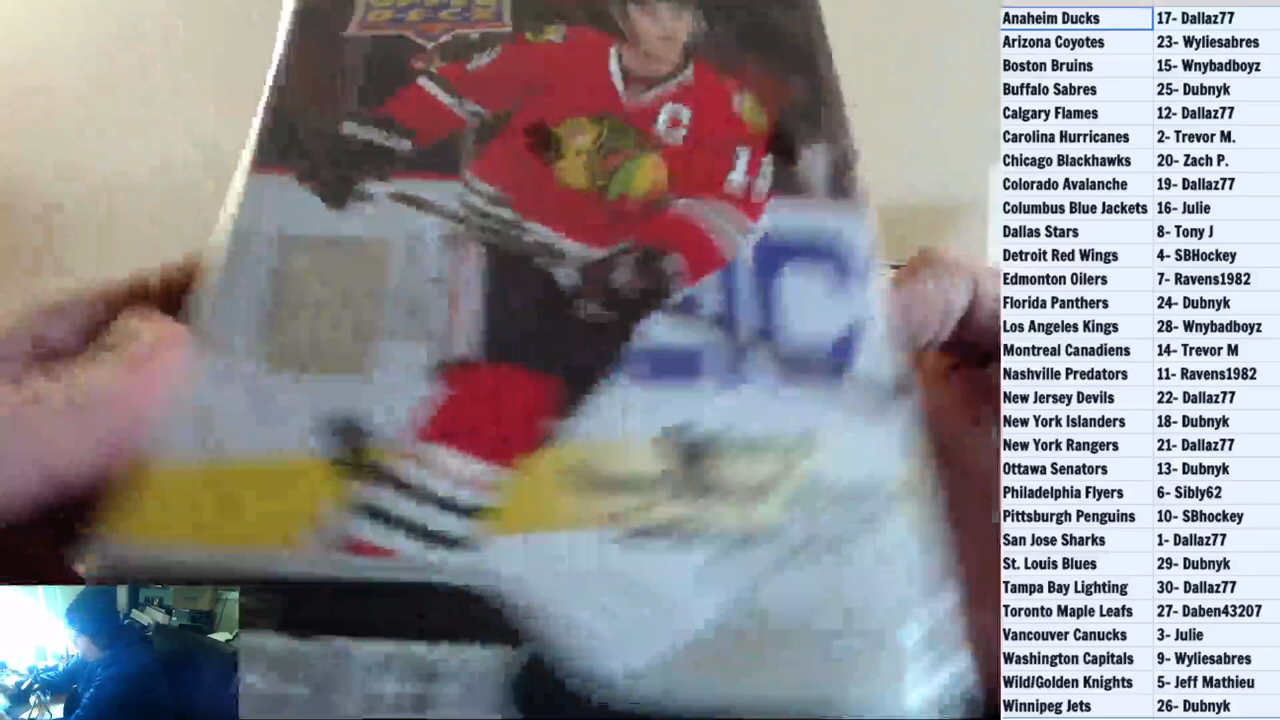 UPPER
DECK
C
Anaheim Ducks 17- Dallaz77
Arizona Coyotes 23- Wyliesabres
Boston Bruins 15- Wnybadboyz
Buffalo Sabres 25- Dubnyk
Calgary Flames 12- Dallaz77
Carolina Hurricanes 2- Trevor M.
Chicago Blackhawks 20- Zach P.
Colorado Avalanche 19- Dallaz77
Columbus Blue Jackets 16- Julie
Dallas Stars 8- Tony J
Detroit Red Wings 4- SBHockey
Edmonton Oilers 7- Ravens1982
Florida Panthers 24- Dubnyk
Los Angeles Kings 28- Wnybadboyz
Montreal Canadiens 14- Trevor M
Nashville Predators 11- Ravens1982
New Jersey Devils 22- Dallaz77
New York Islanders 18- Dubnyk
New York Rangers 21- Dallaz77
Ottawa Senators 13- Dubnyk
Philadelphia Flyers 6- Sibly62
Pittsburgh Penguins 10- SBhockey
San Jose Sharks 1- Dallaz77
St. Louis Blues 29- Dubnyk
Tampa Bay Lighting 30- Dallaz77
Toronto Maple Leafs 27- Daben43207
Vancouver Canucks 3- Julie
Washington Capitals 9- Wyliesabres
Wild/Golden Knights 5- Jeff Mathieu
Winnipeg Jets 26- Dubnyk